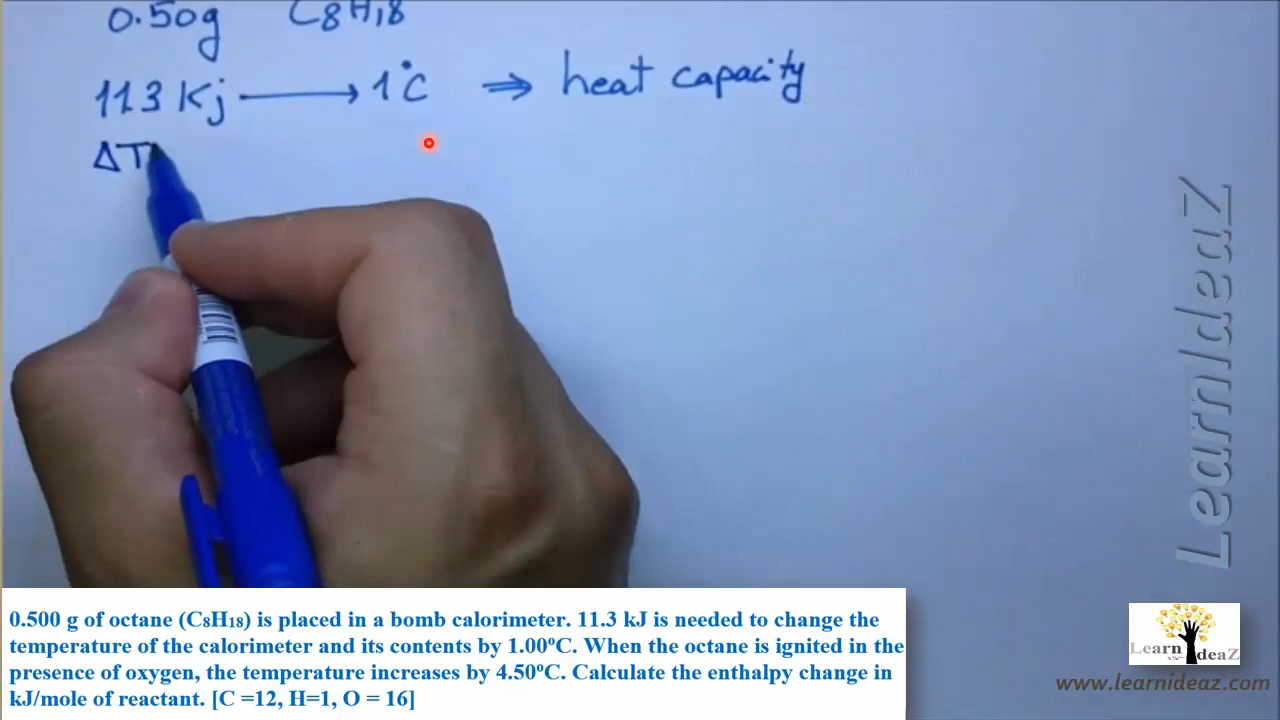 0.50g C8H18
113 Kj → 1°C ⇒ heat capacity
ΔT
LearnIdeaZ
0.500 g of octane (C₈H₁₈) is placed in a bomb calorimeter. 11.3 kJ is needed to change the
temperature of the calorimeter and its contents by 1.00ºC. When the octane is ignited in the
presence of oxygen, the temperature increases by 4.50ºC. Calculate the enthalpy change in
kJ/mole of reactant. [C =12, H=1, O = 16]
Learn IdeaZ
www.learnideaz.com